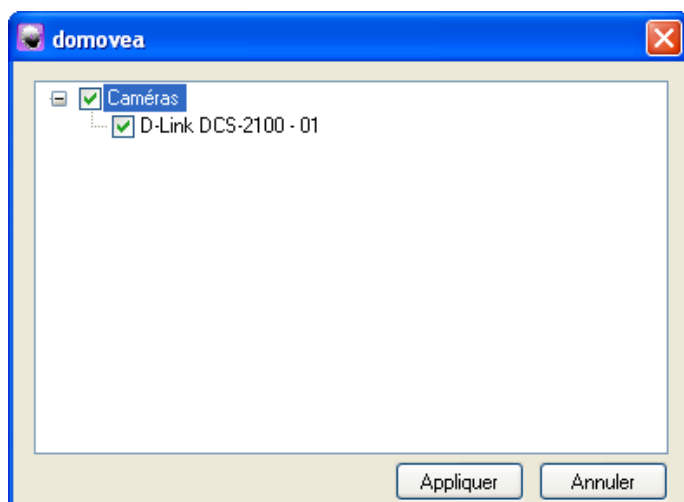 domovea
Caméras
D-Link DCS-2100 - 01
Appliquer
Annuler